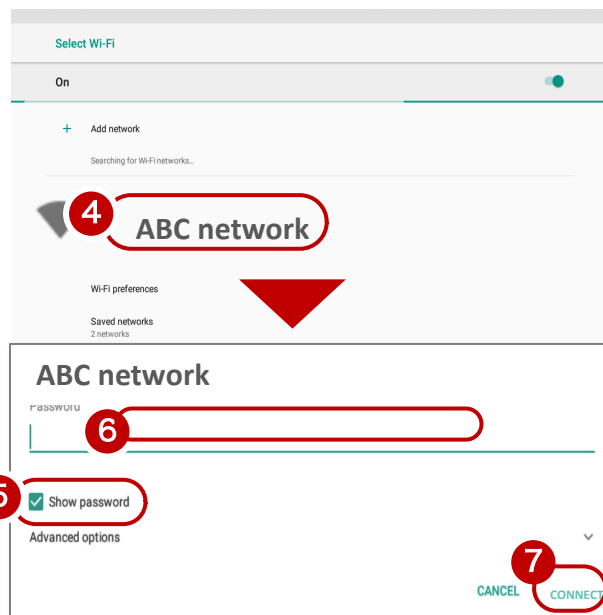 Select Wi-Fi
On
+ Add network
Searching for Wi-Fi networks...
4 ABC network
Wi-Fi preferences
Saved networks
2 networks
ABC network
Password
6
5 Show password
Advanced options
7
CANCEL CONNECT